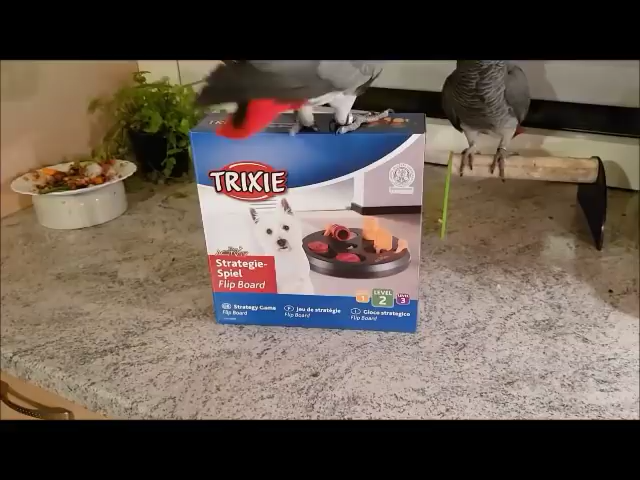 TRIXIE
Strategie-
Spiel
Flip Board
LEVEL
1 2 3
GB Strategy Game
Flip Board
F Jeu de stratégie
Flip Board
I Gioco strategico
Flip Board